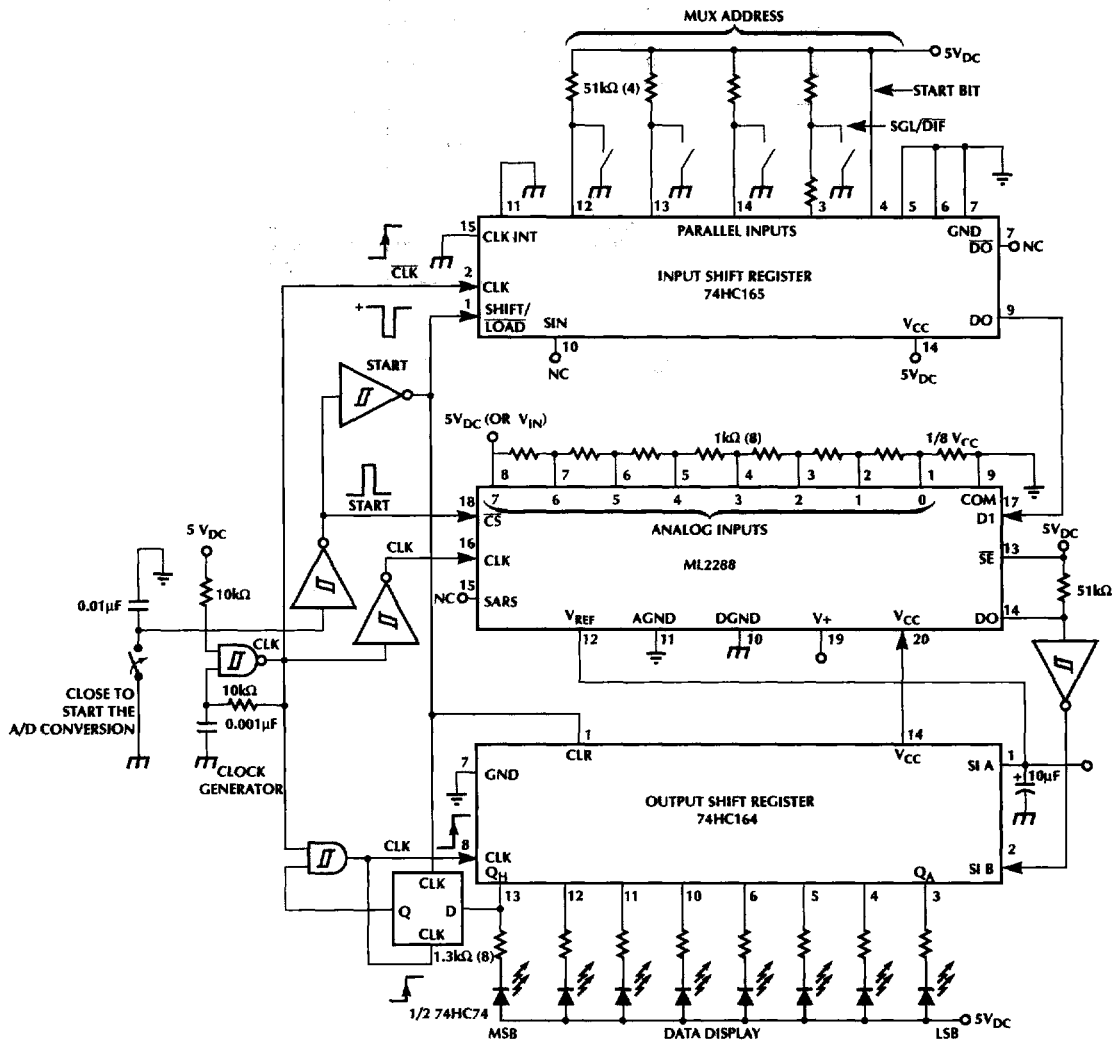 MUX ADDRESS
5VDC
51kΩ (4)
START BIT
SGL/DIF
11
12
13
14
3
4
5
6
7
15
CLK INT
PARALLEL INPUTS
GND
7
DO
NC
CLK
2
CLK
INPUT SHIFT REGISTER
74HC165
+
1
SHIFT/
LOAD
SIN
VCC
DO
9
START
10
NC
14
5VDC
5VDC (OR VIN)
1kΩ (8)
1/8 VCC
8
7
6
5
4
3
2
1
9
7
6
5
4
3
2
1
0
COM
17
D1
START
18
CS
ANALOG INPUTS
5VDC
5 VDC
CLK
16
CLK
ML2288
SE
13
0.01µF
10kΩ
NC
15
SARS
51kΩ
VREF
AGND
DGND
V+
VCC
DO
14
12
11
10
19
20
CLK
CLOSE TO
START THE
A/D CONVERSION
10kΩ
0.001µF
CLOCK
GENERATOR
1
CLR
14
VCC
7
GND
SI A
1
+
10µF
OUTPUT SHIFT REGISTER
74HC164
CLK
8
CLK
QH
QA
SI B
2
CLK
Q
D
CLK
13
12
11
10
6
5
4
3
1.3kΩ (8)
1/2 74HC74
MSB
DATA DISPLAY
LSB
5VDC